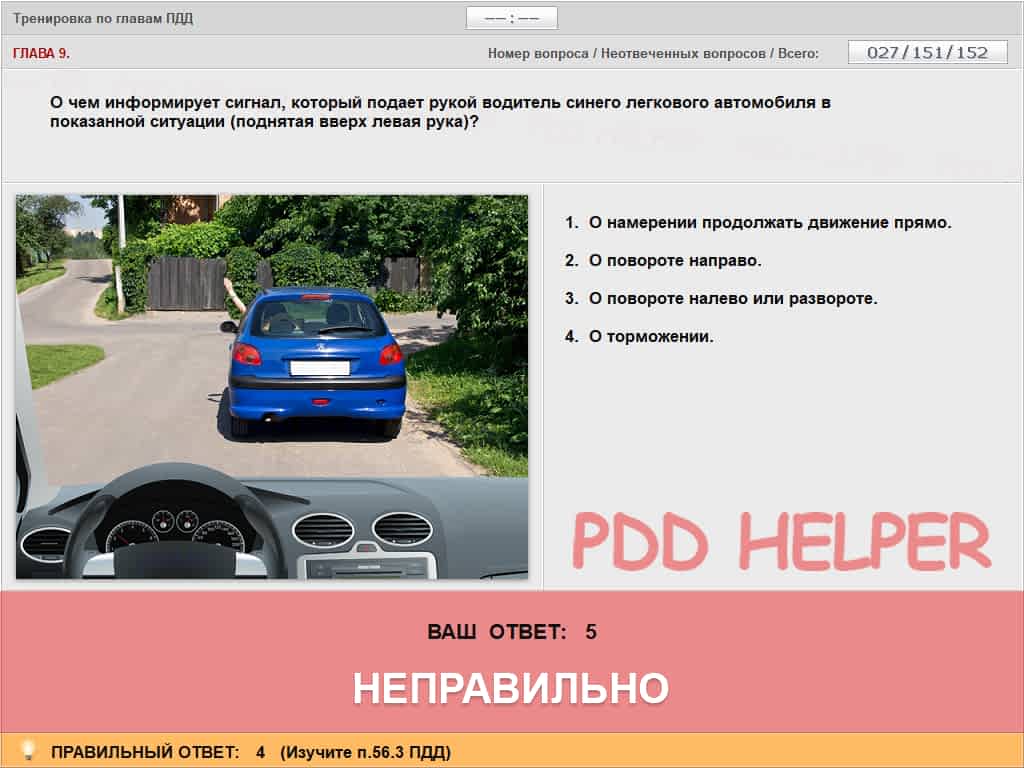 Тренировка по главам ПДД
–– : ––
ГЛАВА 9.
Номер вопроса / Неотвеченных вопросов / Всего:
027/151/152
О чем информирует сигнал, который подает рукой водитель синего легкового автомобиля в
показанной ситуации (поднятая вверх левая рука)?
1. О намерении продолжать движение прямо.
2. О повороте направо.
3. О повороте налево или развороте.
4. О торможении.
PDD HELPER
ВАШ ОТВЕТ: 5
НЕПРАВИЛЬНО
ПРАВИЛЬНЫЙ ОТВЕТ: 4 (Изучите п.56.3 ПДД)